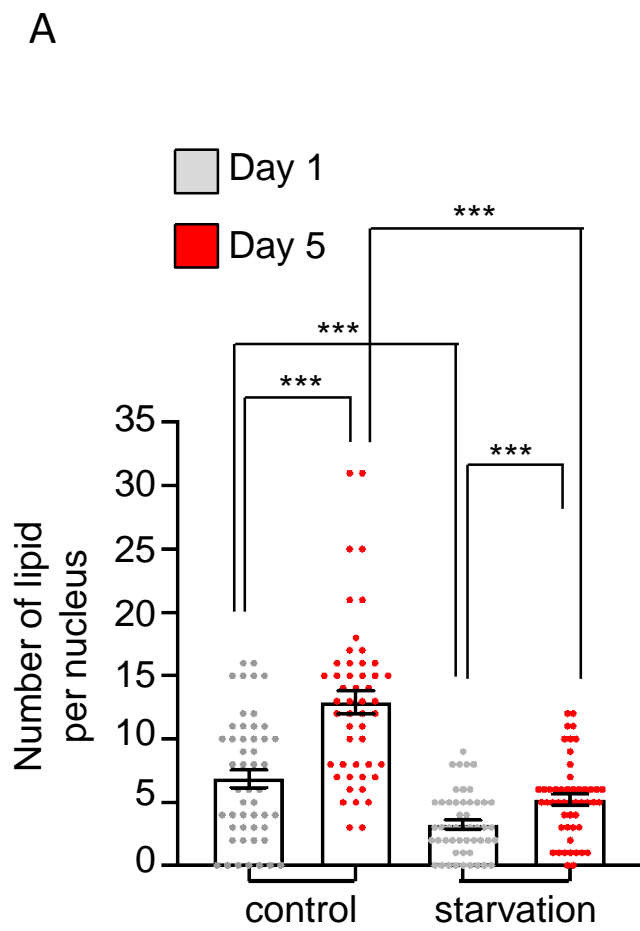 A
Day 1
Day 5
***
***
***
***
Number of lipid
per nucleus
35
30
25
20
15
10
5
0
control
starvation